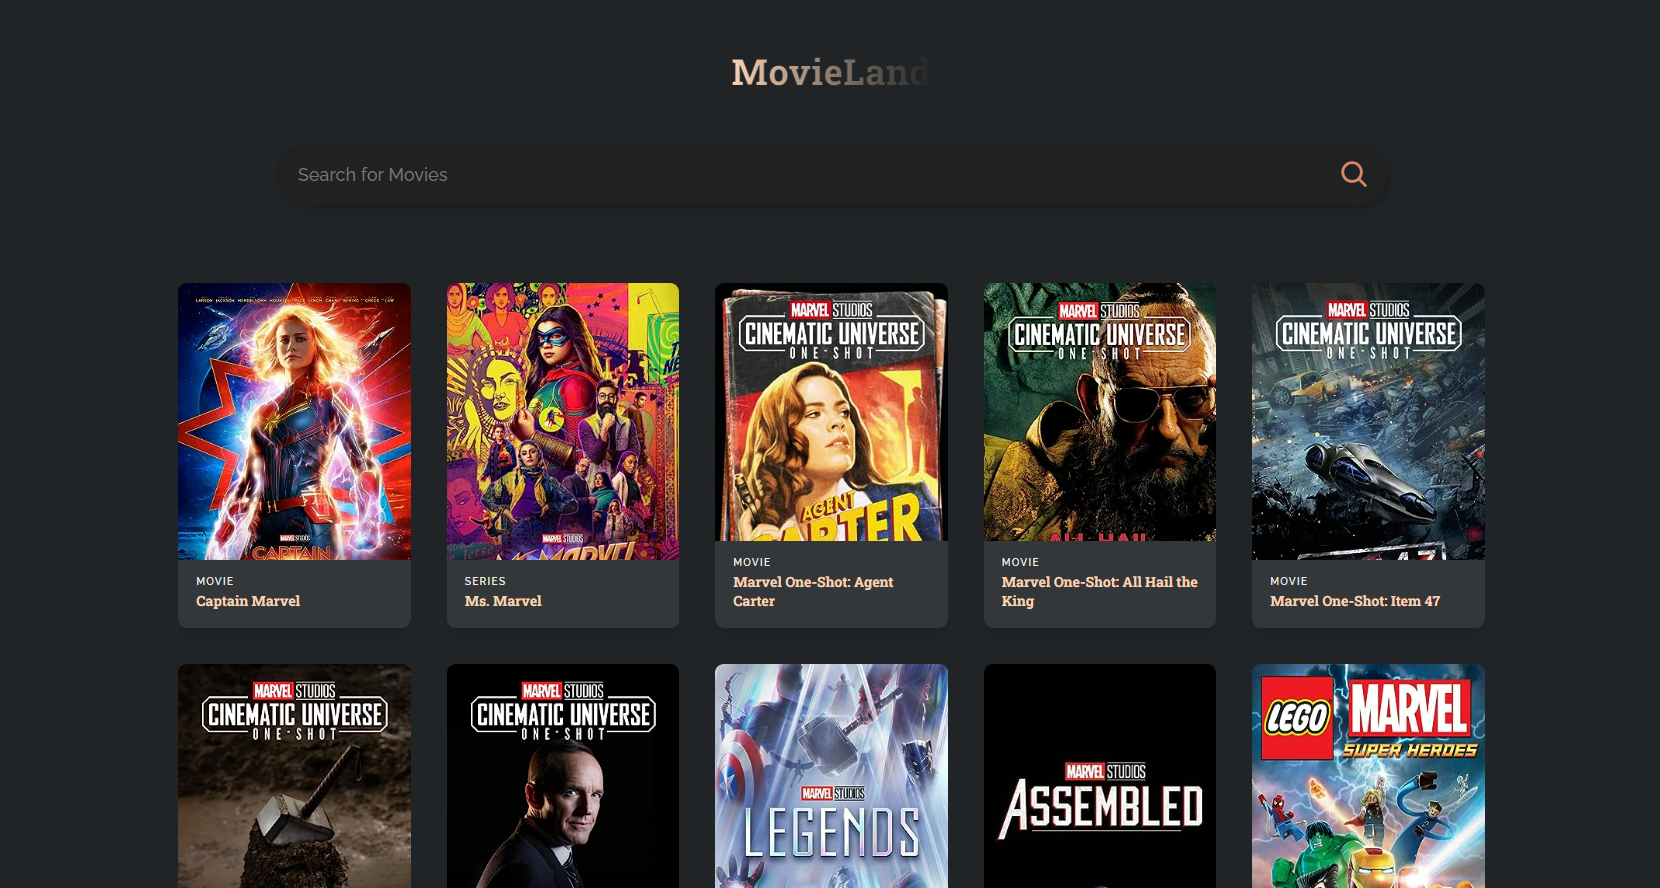 MovieLand
Search for Movies
MARVEL STUDIOS
CAPTAIN
MOVIE
Captain Marvel
MARVEL STUDIOS
MS. MARVEL
SERIES
Ms. Marvel
MARVEL STUDIOS
CINEMATIC UNIVERSE
ONE-SHOT
AGENT
CARTER
MOVIE
Marvel One-Shot: Agent
Carter
MARVEL STUDIOS
CINEMATIC UNIVERSE
ONE-SHOT
ALL HAIL
MOVIE
Marvel One-Shot: All Hail the
King
MARVEL STUDIOS
CINEMATIC UNIVERSE
ONE-SHOT
47
MOVIE
Marvel One-Shot: Item 47
MARVEL STUDIOS
CINEMATIC UNIVERSE
ONE-SHOT
MARVEL STUDIOS
CINEMATIC UNIVERSE
ONE-SHOT
MARVEL STUDIOS
LEGENDS
MARVEL STUDIOS
ASSEMBLED
LEGO MARVEL
SUPER HEROES